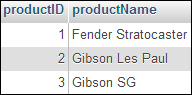 productID productName
1 Fender Stratocaster
2 Gibson Les Paul
3 Gibson SG